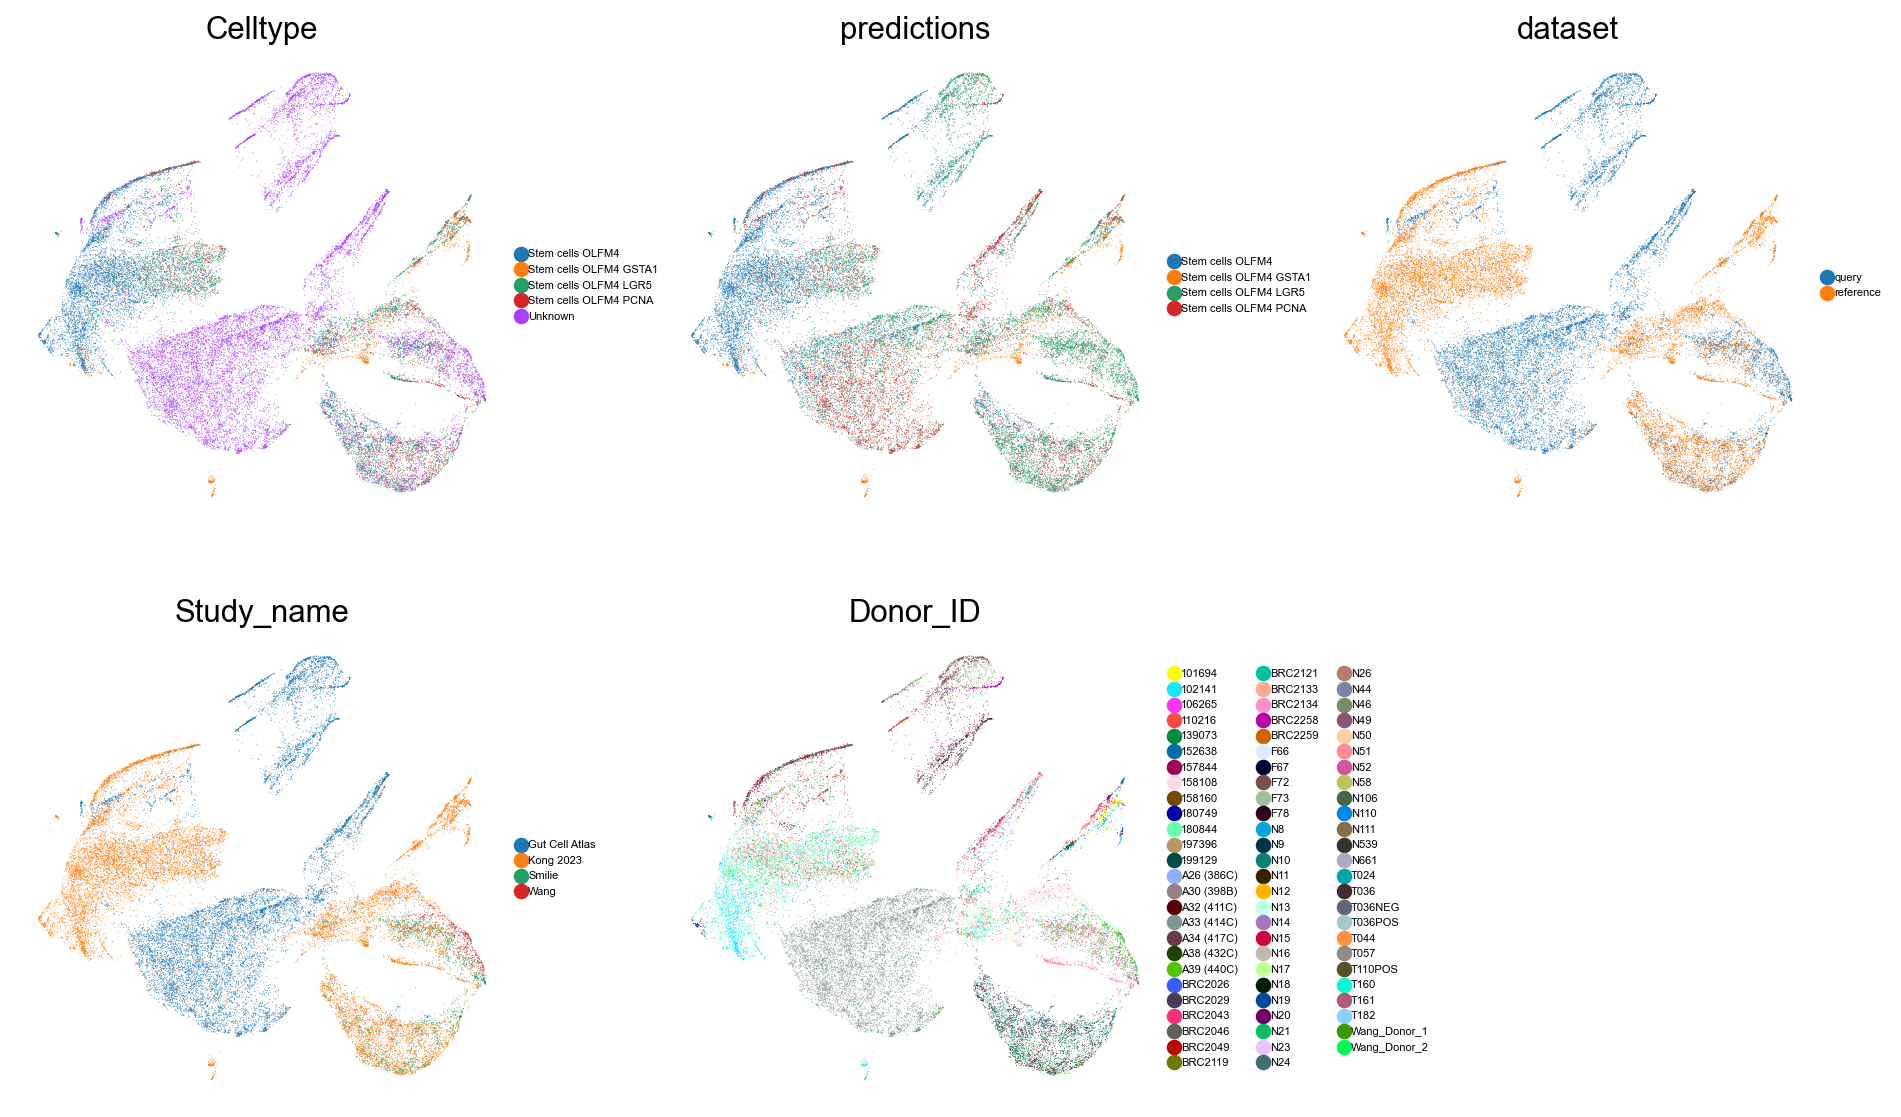 Celltype
predictions
dataset
Stem cells OLFM4
Stem cells OLFM4 GSTA1
Stem cells OLFM4 LGR5
Stem cells OLFM4 PCNA
Unknown
Stem cells OLFM4
Stem cells OLFM4 GSTA1
Stem cells OLFM4 LGR5
Stem cells OLFM4 PCNA
query
reference
Study_name
Donor_ID
Gut Cell Atlas
Kong 2023
Smilie
Wang
101694
102141
106265
110216
139073
152638
157844
158108
158160
180749
180844
197396
199129
A26 (386C)
A30 (398B)
A32 (411C)
A33 (414C)
A34 (417C)
A38 (432C)
A39 (440C)
BRC2026
BRC2029
BRC2043
BRC2046
BRC2049
BRC2119
BRC2121
BRC2133
BRC2134
BRC2258
BRC2259
F66
F67
F72
F73
F78
N8
N9
N10
N11
N12
N13
N14
N15
N16
N17
N18
N19
N20
N21
N23
N24
N26
N44
N46
N49
N50
N51
N52
N58
N106
N110
N111
N539
N661
T024
T036
T036NEG
T036POS
T044
T057
T110POS
T160
T161
T182
Wang_Donor_1
Wang_Donor_2